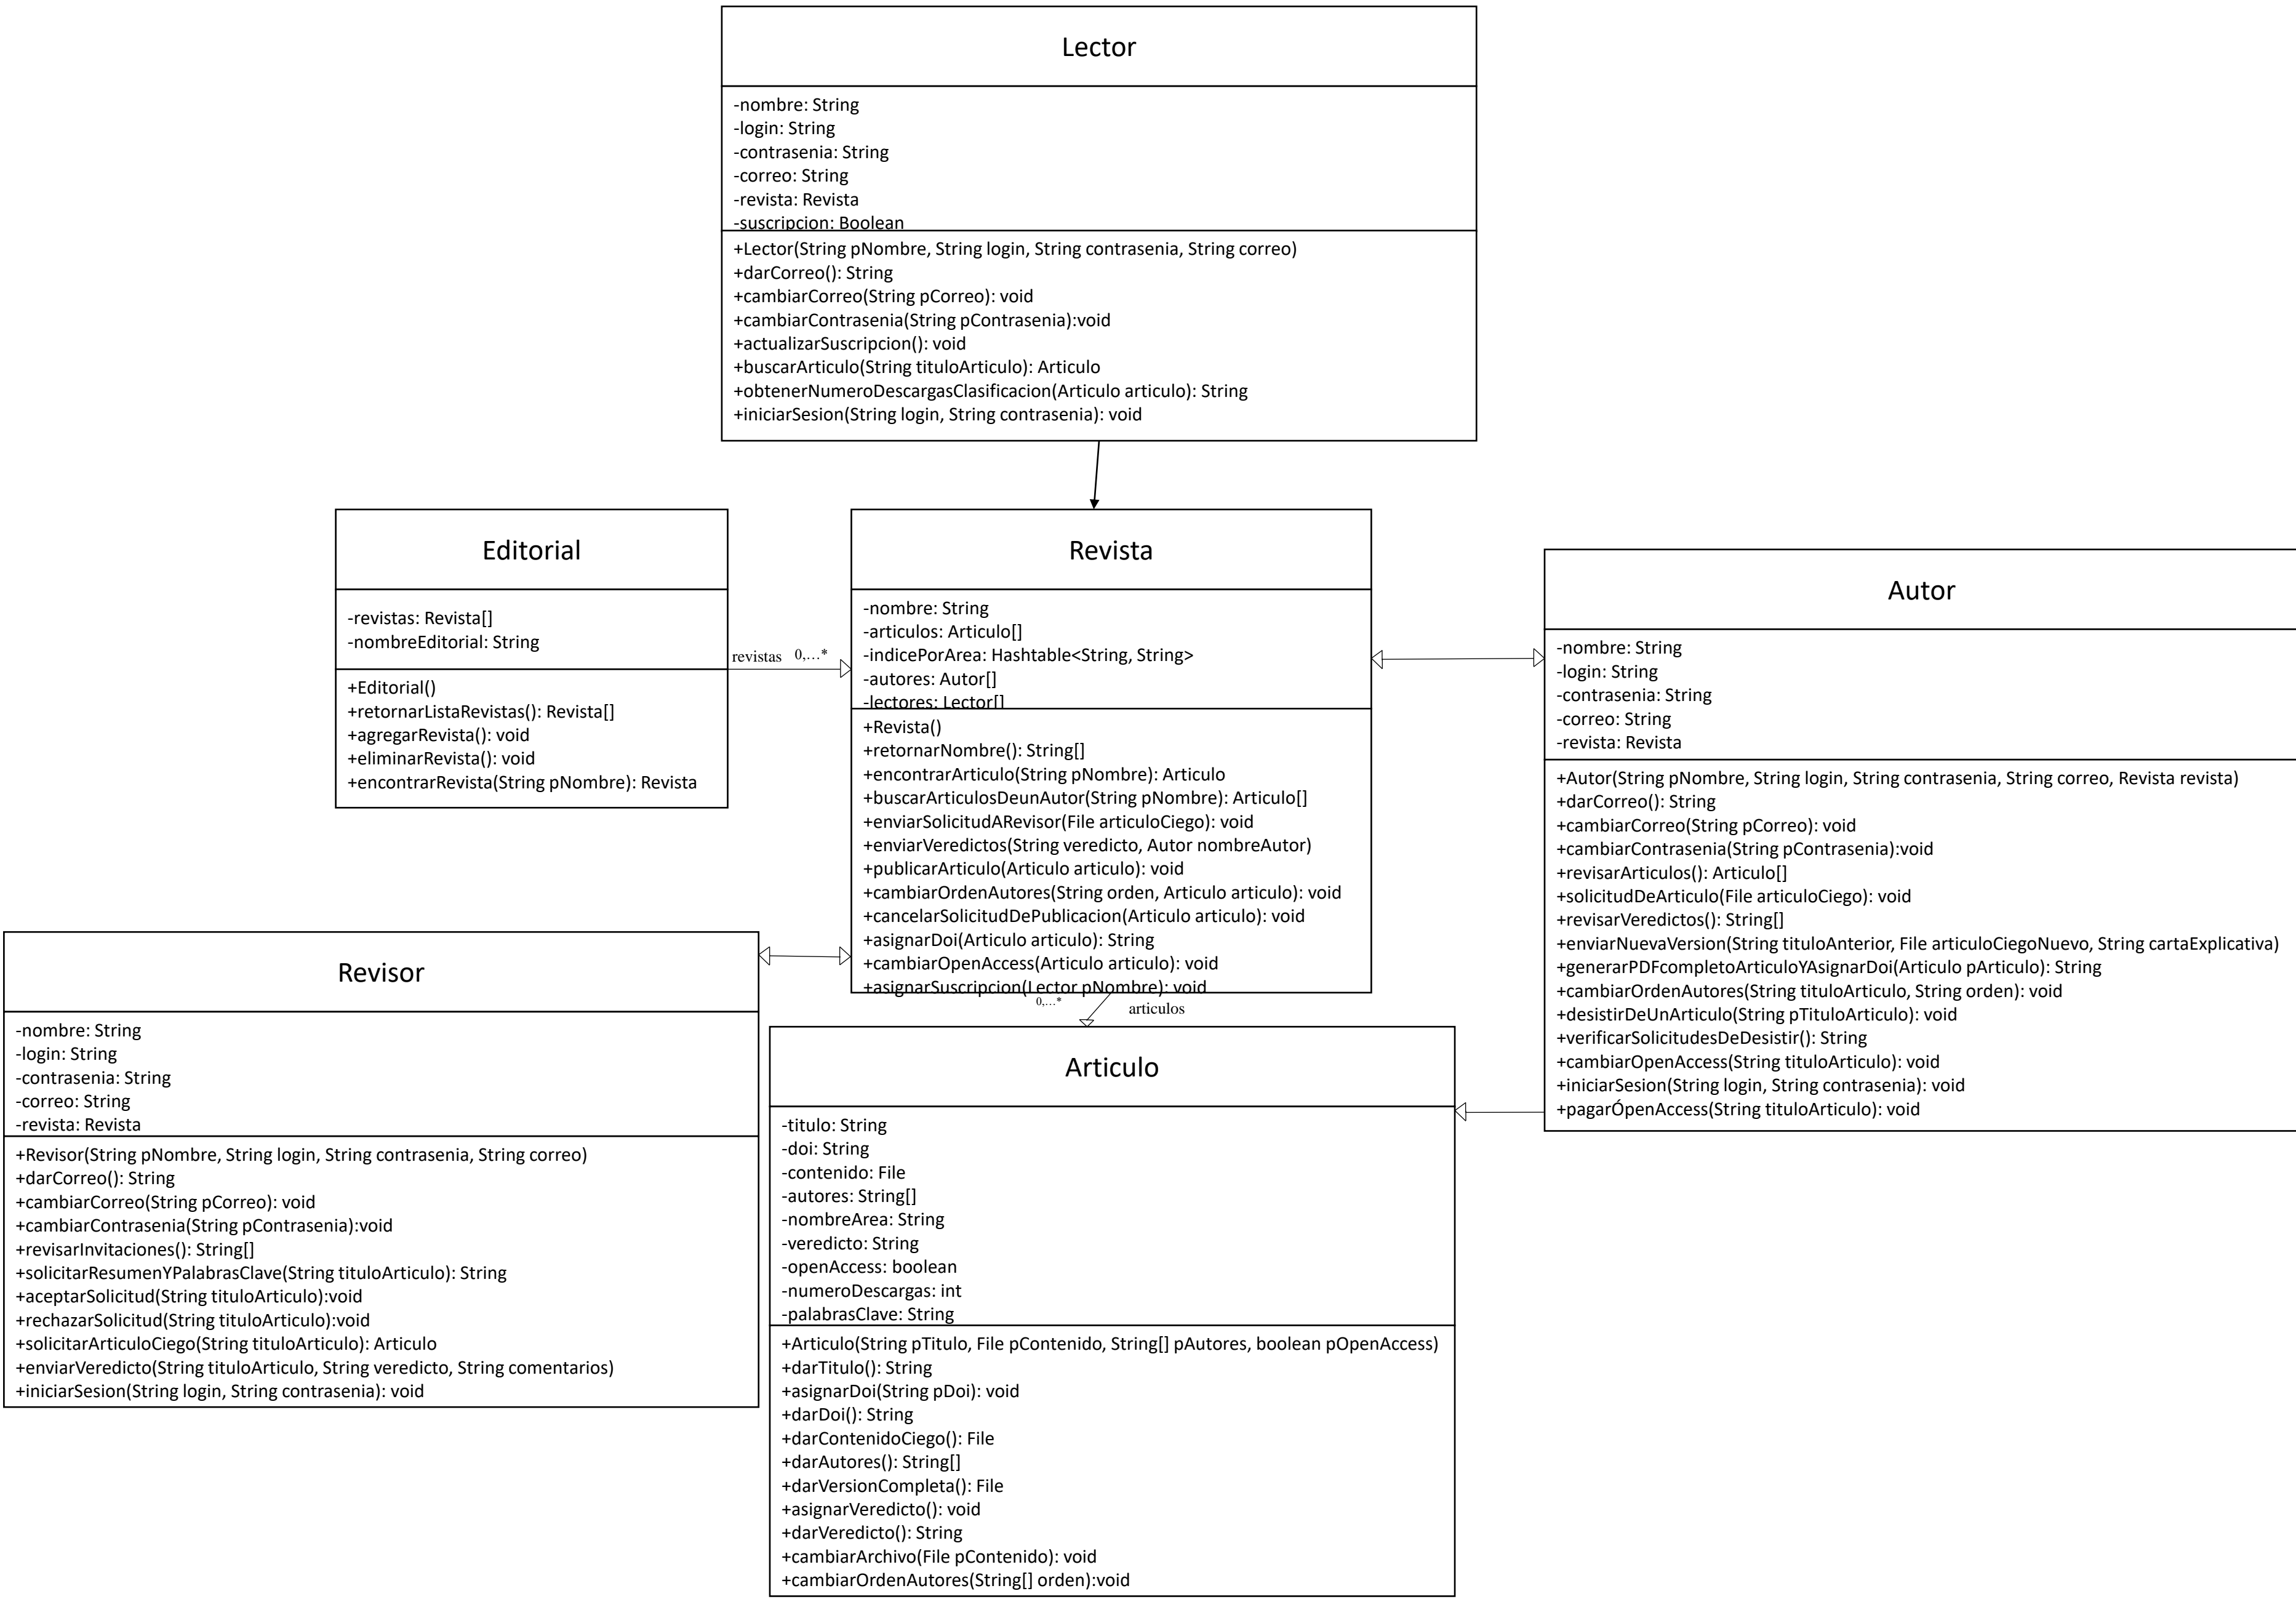 Lector
-nombre: String
-login: String
-contrasenia: String
-correo: String
-revista: Revista
-suscripcion: Boolean
+Lector(String pNombre, String login, String contrasenia, String correo)
+darCorreo(): String
+cambiarCorreo(String pCorreo): void
+cambiarContrasenia(String pContrasenia):void
+actualizarSuscripcion(): void
+buscarArticulo(String tituloArticulo): Articulo
+obtenerNumeroDescargasClasificacion(Articulo articulo): String
+iniciarSesion(String login, String contrasenia): void
Editorial
-revistas: Revista[]
-nombreEditorial: String
+Editorial()
+retornarListaRevistas(): Revista[]
+agregarRevista(): void
+eliminarRevista(): void
+encontrarRevista(String pNombre): Revista
revistas 0,...*
Revista
-nombre: String
-articulos: Articulo[]
-indicePorArea: Hashtable<String, String>
-autores: Autor[]
-lectores: Lector[]
+Revista()
+retornarNombre(): String[]
+encontrarArticulo(String pNombre): Articulo
+buscarArticulosDeunAutor(String pNombre): Articulo[]
+enviarSolicitudARevisor(File articuloCiego): void
+enviarVeredictos(String veredicto, Autor nombreAutor)
+publicarArticulo(Articulo articulo): void
+cambiarOrdenAutores(String orden, Articulo articulo): void
+cancelarSolicitudDePublicacion(Articulo articulo): void
+asignarDoi(Articulo articulo): String
+cambiarOpenAccess(Articulo articulo): void
+asignarSuscripcion(Lector pNombre): void
0,...*
articulos
Autor
-nombre: String
-login: String
-contrasenia: String
-correo: String
-revista: Revista
+Autor(String pNombre, String login, String contrasenia, String correo, Revista revista)
+darCorreo(): String
+cambiarCorreo(String pCorreo): void
+cambiarContrasenia(String pContrasenia):void
+revisarArticulos(): Articulo[]
+solicitudDeArticulo(File articuloCiego): void
+revisarVeredictos(): String[]
+enviarNuevaVersion(String tituloAnterior, File articuloCiegoNuevo, String cartaExplicativa)
+generarPDFcompletoArticuloYAsignarDoi(Articulo pArticulo): String
+cambiarOrdenAutores(String tituloArticulo, String orden): void
+desistirDeUnArticulo(String pTituloArticulo): void
+verificarSolicitudesDeDesistir(): String
+cambiarOpenAccess(String tituloArticulo): void
+iniciarSesion(String login, String contrasenia): void
+pagarÓpenAccess(String tituloArticulo): void
Revisor
-nombre: String
-login: String
-contrasenia: String
-correo: String
-revista: Revista
+Revisor(String pNombre, String login, String contrasenia, String correo)
+darCorreo(): String
+cambiarCorreo(String pCorreo): void
+cambiarContrasenia(String pContrasenia):void
+revisarInvitaciones(): String[]
+solicitarResumenYPalabrasClave(String tituloArticulo): String
+aceptarSolicitud(String tituloArticulo):void
+rechazarSolicitud(String tituloArticulo):void
+solicitarArticuloCiego(String tituloArticulo): Articulo
+enviarVeredicto(String tituloArticulo, String veredicto, String comentarios)
+iniciarSesion(String login, String contrasenia): void
Articulo
-titulo: String
-doi: String
-contenido: File
-autores: String[]
-nombreArea: String
-veredicto: String
-openAccess: boolean
-numeroDescargas: int
-palabrasClave: String
+Articulo(String pTitulo, File pContenido, String[] pAutores, boolean pOpenAccess)
+darTitulo(): String
+asignarDoi(String pDoi): void
+darDoi(): String
+darContenidoCiego(): File
+darAutores(): String[]
+darVersionCompleta(): File
+asignarVeredicto(): void
+darVeredicto(): String
+cambiarArchivo(File pContenido): void
+cambiarOrdenAutores(String[] orden):void